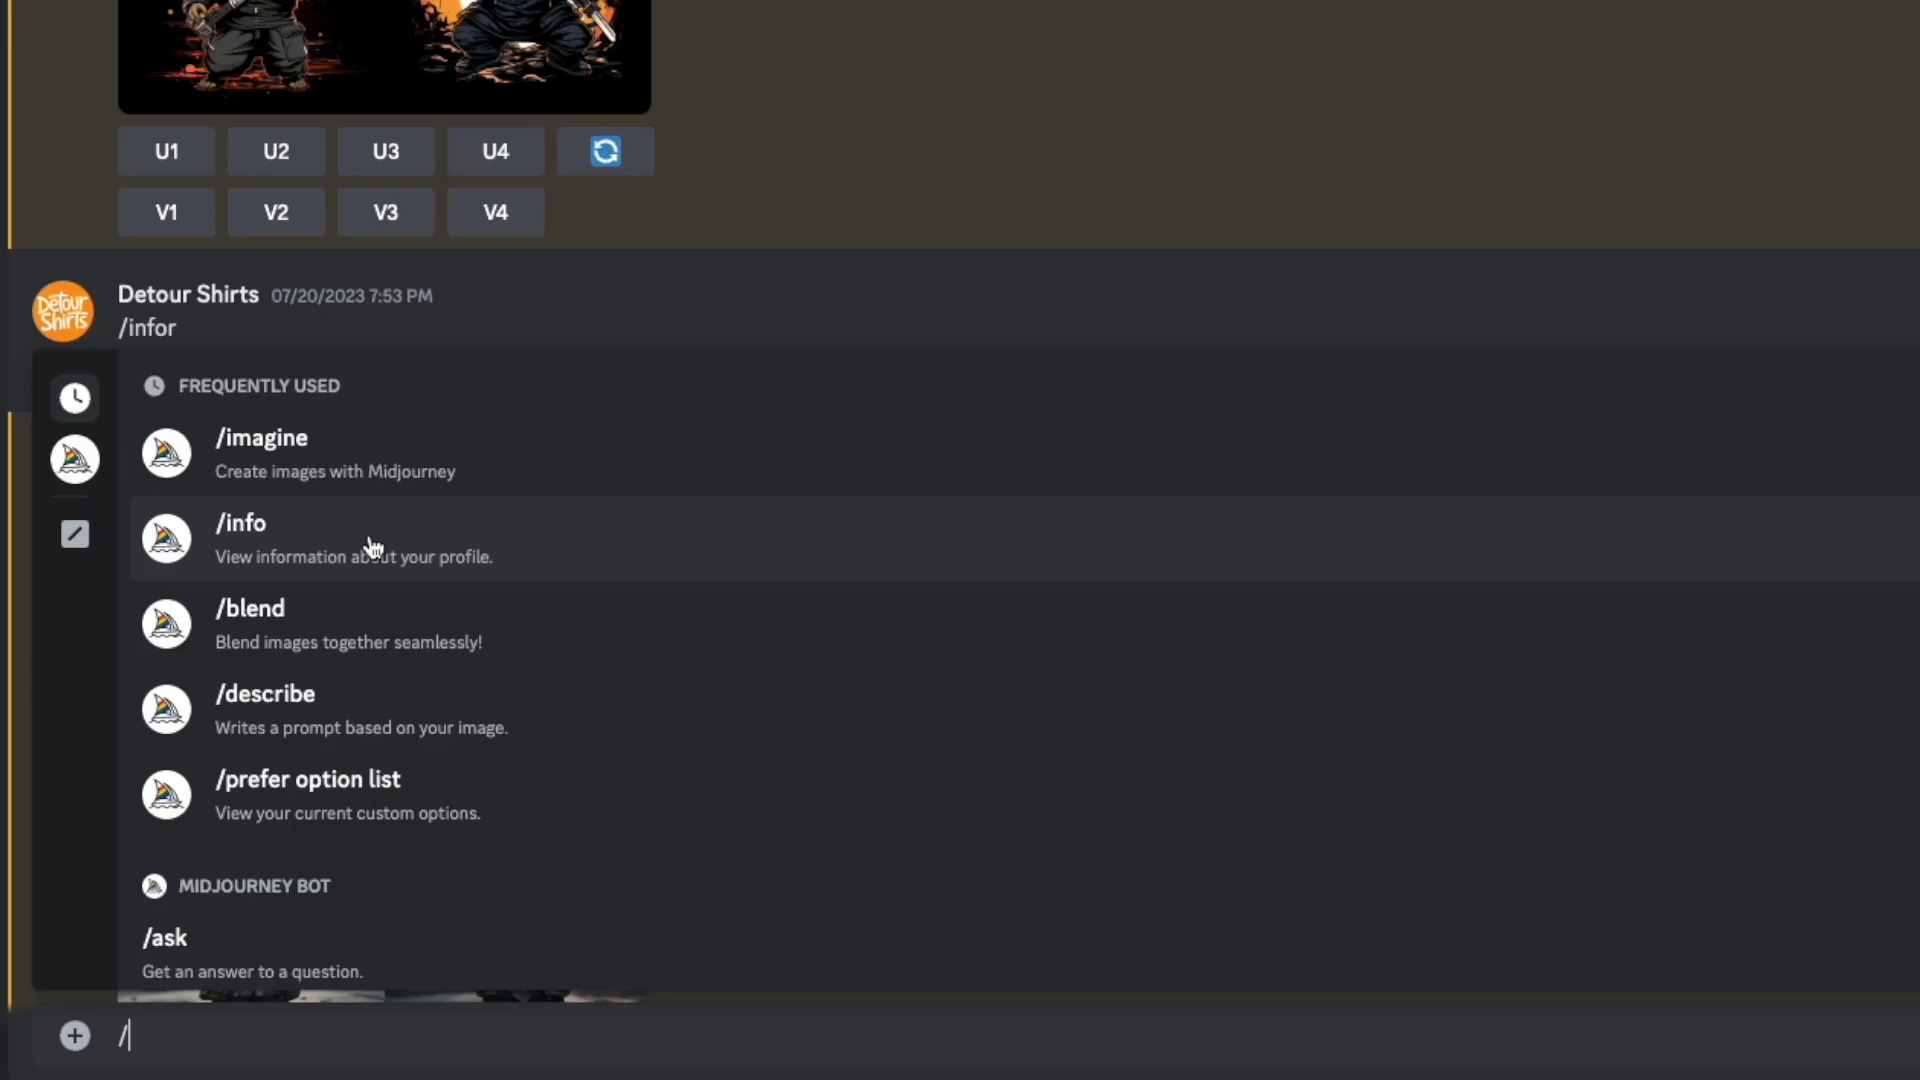 U1 U2 U3 U4
V1 V2 V3 V4
Detour Shirts 07/20/2023 7:53 PM
Detour
Shirts
/infor
FREQUENTLY USED
/imagine
Create images with Midjourney
/info
View information about your profile.
/blend
Blend images together seamlessly!
/describe
Writes a prompt based on your image.
/prefer option list
View your current custom options.
MIDJOURNEY BOT
/ask
Get an answer to a question.
/